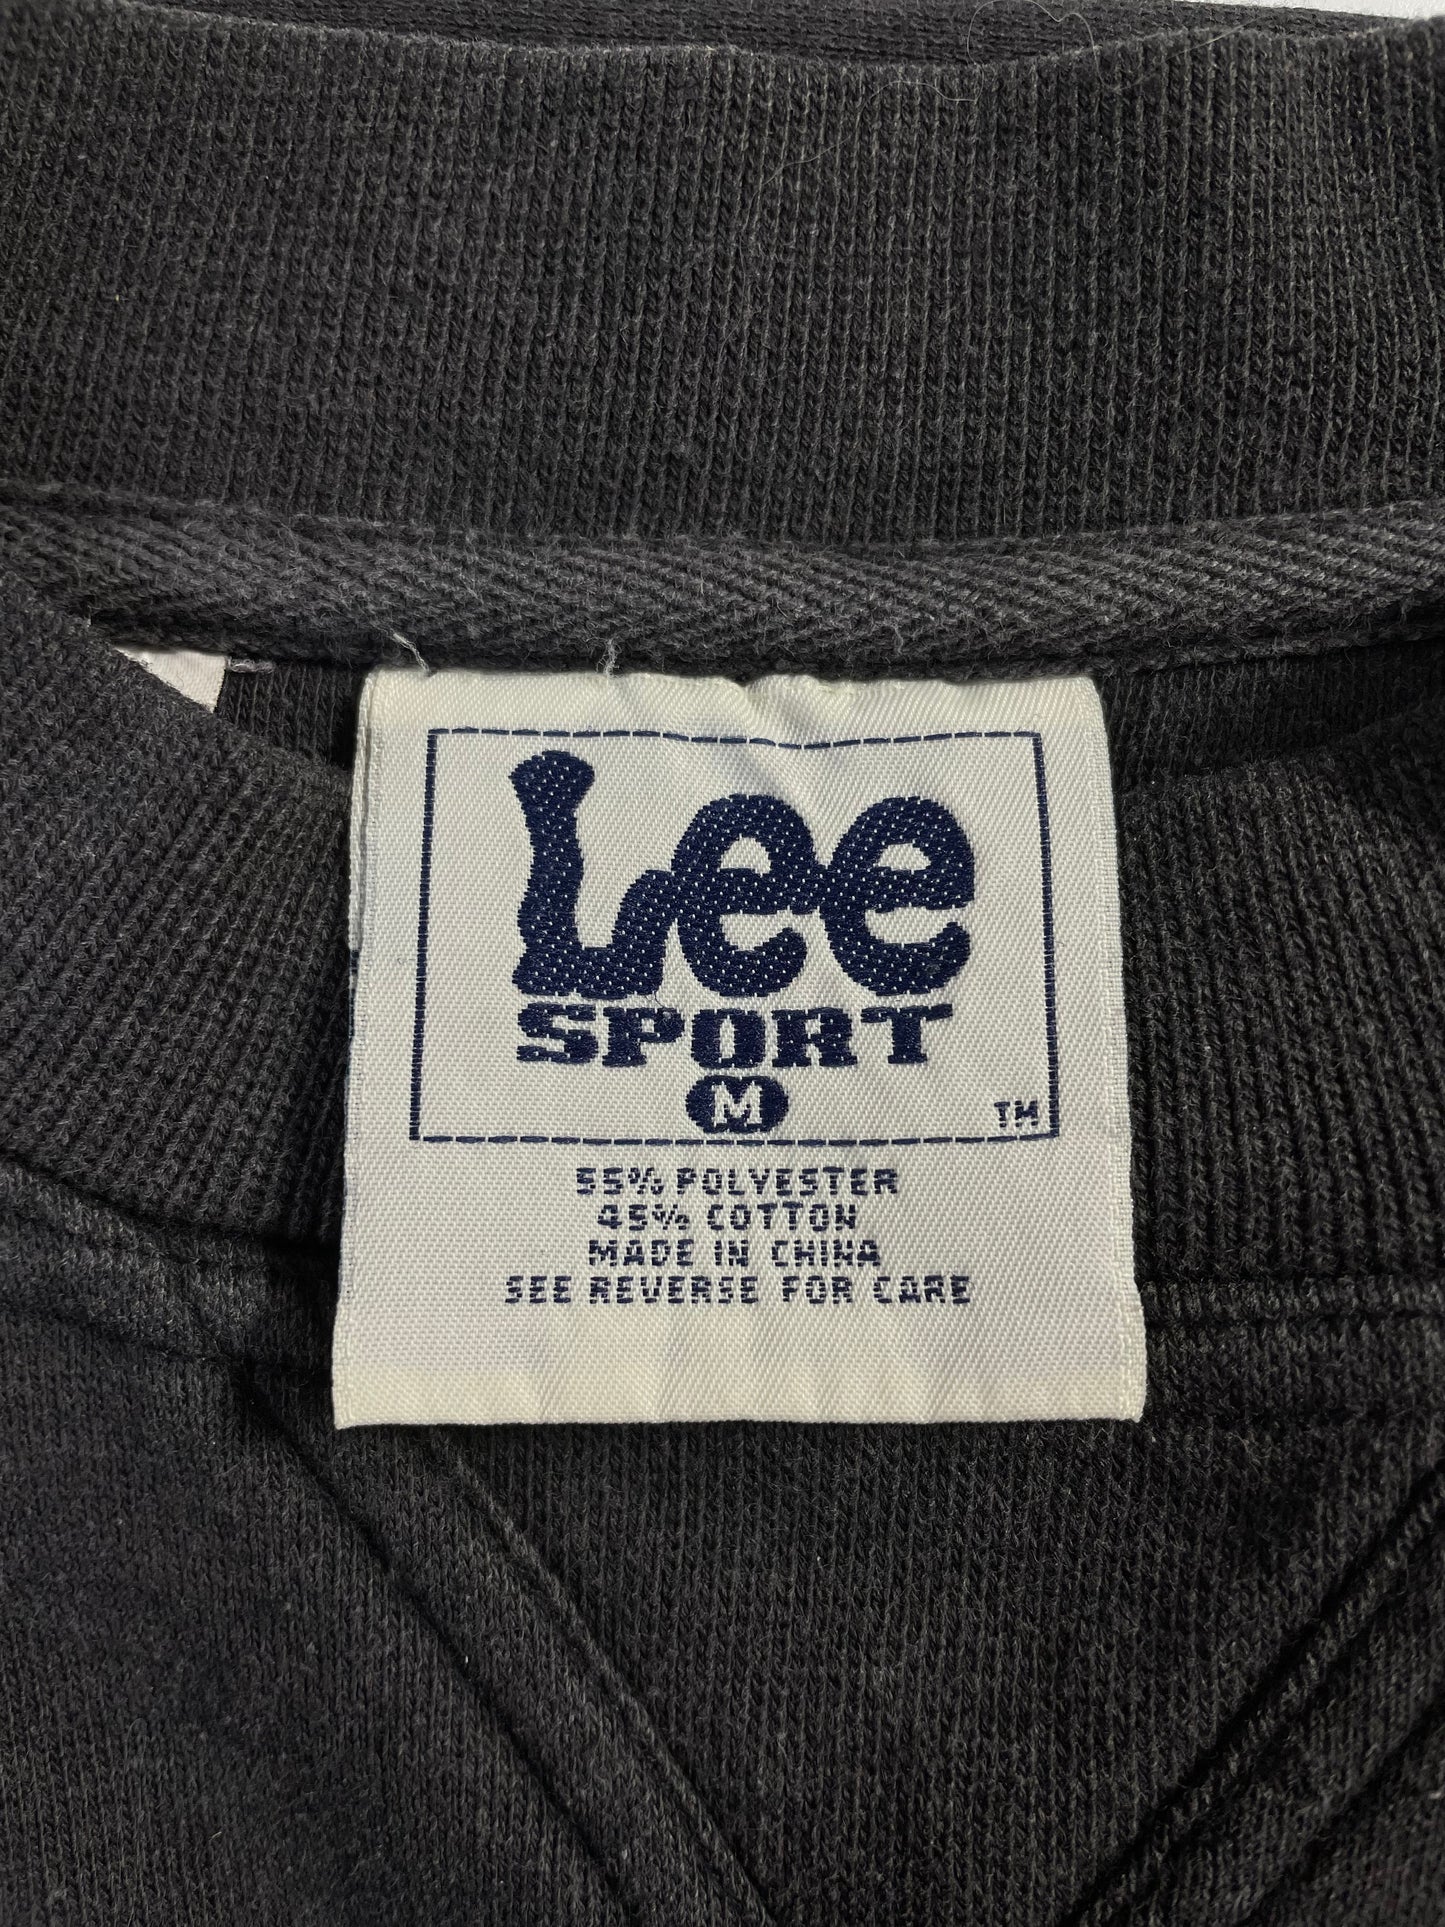 Lee
SPORT
M
TM
55% POLYESTER
45% COTTON
MADE IN CHINA
SEE REVERSE FOR CARE